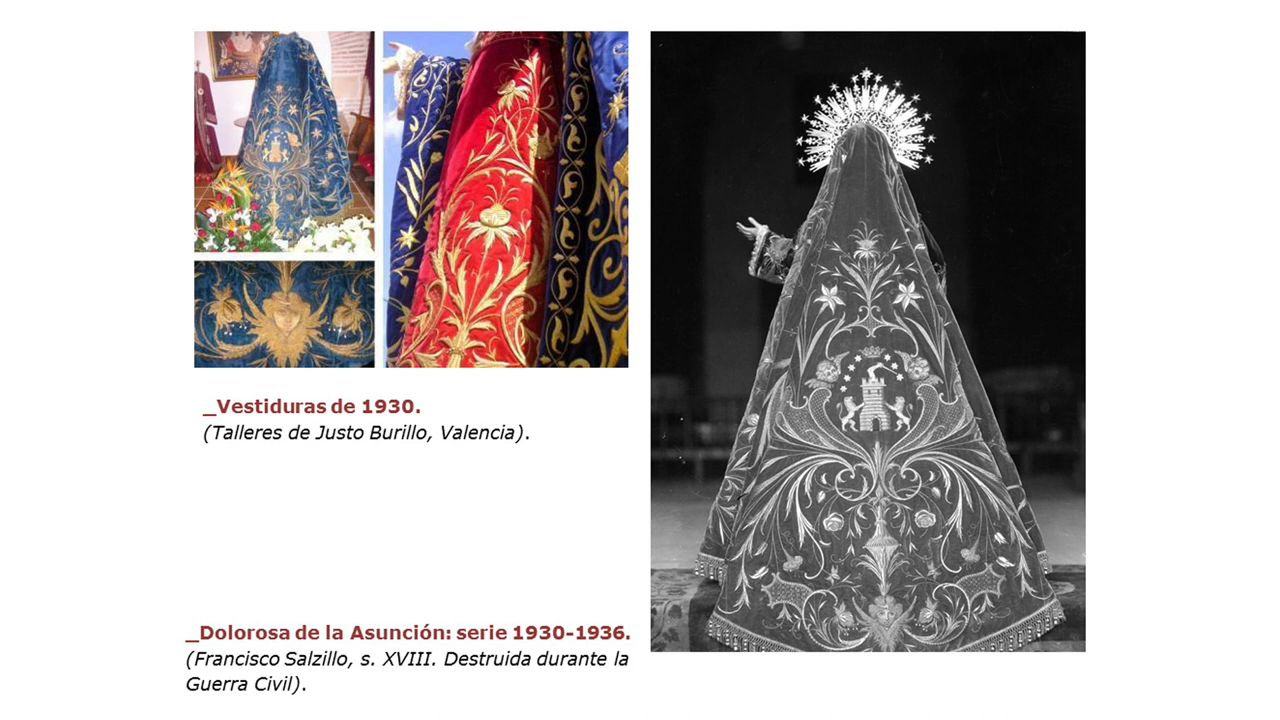 _Vestiduras de 1930.
(Talleres de Justo Burillo, Valencia).
_Dolorosa de la Asunción: serie 1930-1936.
(Francisco Salzillo, s. XVIII. Destruida durante la
Guerra Civil).